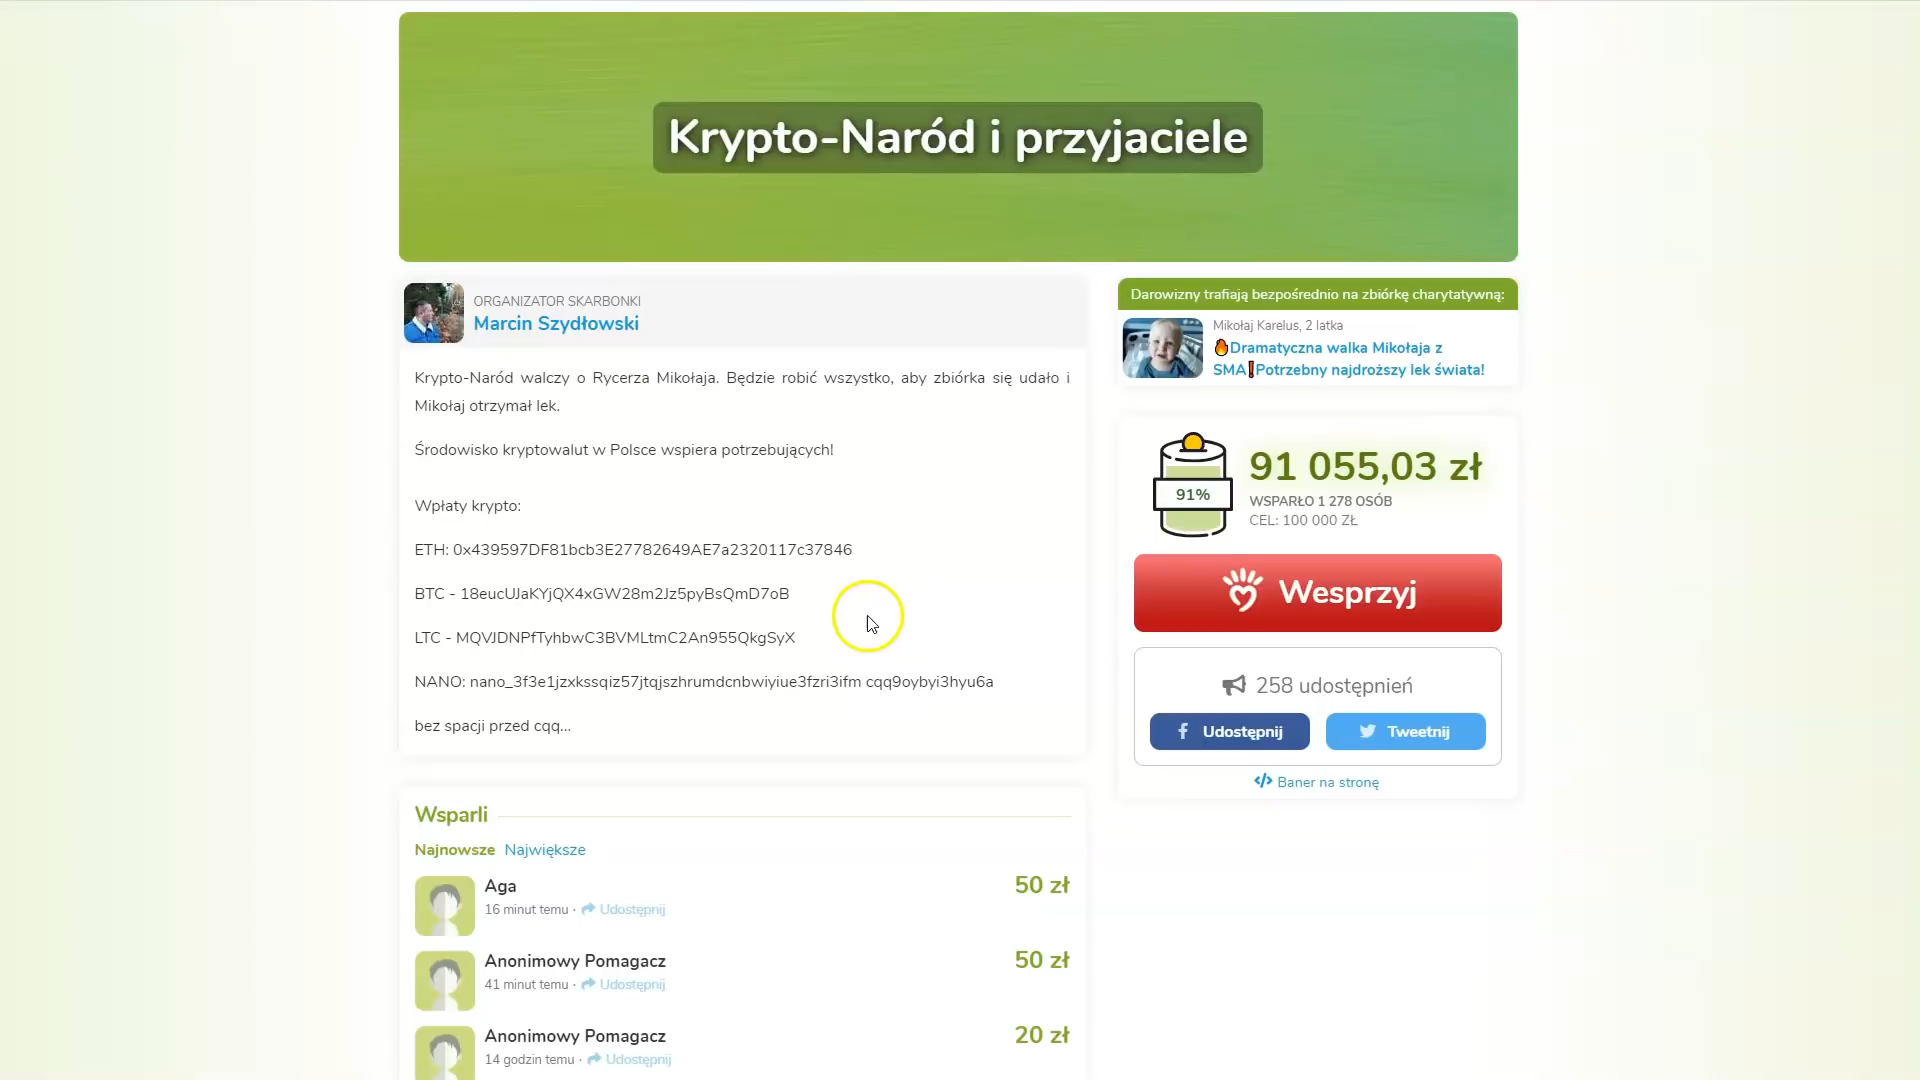 Krypto-Naród i przyjaciele
ORGANIZATOR SKARBONKI
Marcin Szydłowski
Krypto-Naród walczy o Rycerza Mikołaja. Będzie robić wszystko, aby zbiórka się udało i
Mikołaj otrzymał lek.
Środowisko kryptowalut w Polsce wspiera potrzebujących!
Wpłaty krypto:
ETH: 0x439597DF81bcb3E27782649AE7a2320117c37846
BTC - 18eucUJaKYjQX4xGW28m2Jz5pyBsQmD7oB
LTC - MQVJDNPfTyhbwC3BVMLtmC2An955QkgSyX
NANO: nano_3f3e1jzxkssqiz57jtqjszhrumdcnbwiyiue3fzri3ifm cqq9oybyi3hyu6a
bez spacji przed cqq...
Wsparli
Najnowsze Największe
Aga
50 zł
16 minut temu · Udostępnij
Anonimowy Pomagacz
50 zł
41 minut temu · Udostępnij
Anonimowy Pomagacz
20 zł
14 godzin temu · Udostępnij
Darowizny trafiają bezpośrednio na zbiórkę charytatywną:
Mikołaj Karelus, 2 latka
Dramatyczna walka Mikołaja z
SMA❗Potrzebny najdroższy lek świata!
91%
91 055,03 zł
WSPARŁO 1 278 OSÓB
CEL: 100 000 ZŁ
Wesprzyj
258 udostępnień
Udostępnij
Tweetnij
Baner na stronę